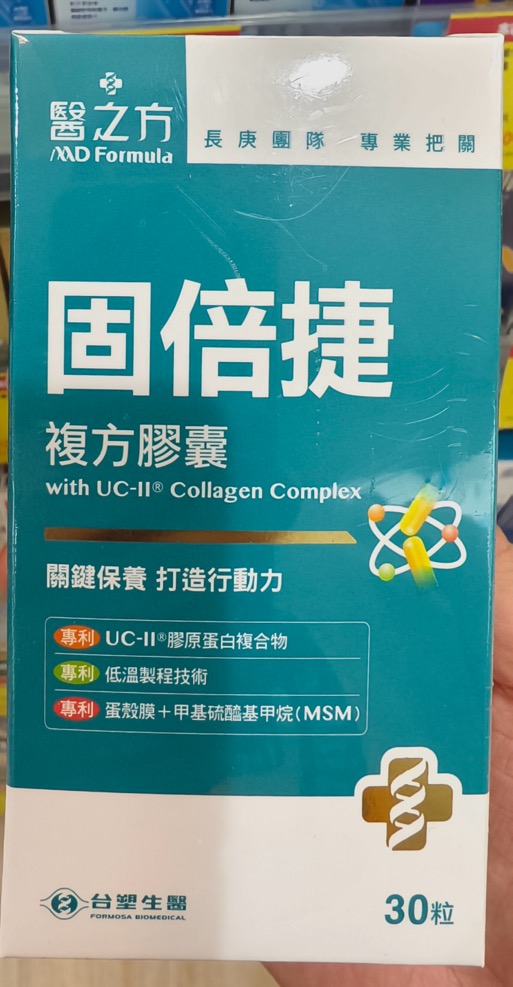 醫之方
MD Formula
長庚團隊 專業把關
固倍捷
複方膠囊
with UC-II® Collagen Complex
關鍵保養 打造行動力
專利 UC-II®膠原蛋白複合物
專利 低溫製程技術
專利 蛋殼膜＋甲基硫醯基甲烷(MSM)
台塑生醫
FORMOSA BIOMEDICAL
30粒